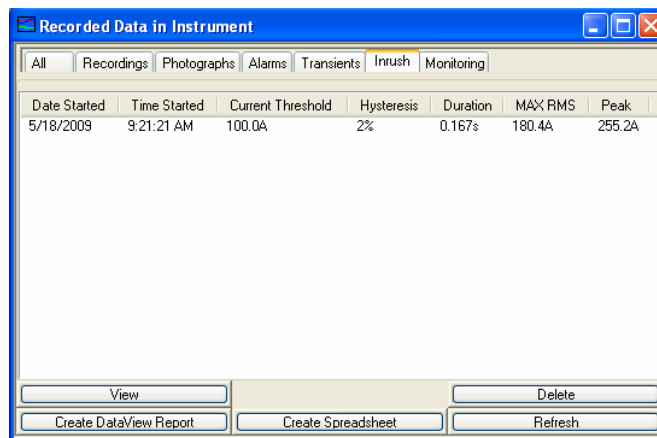 Recorded Data in Instrument
All Recordings Photographs Alarms Transients Inrush Monitoring
Date Started Time Started Current Threshold Hysteresis Duration MAX RMS Peak
5/18/2009 9:21:21 AM 100.0A 2% 0.167s 180.4A 255.2A
View Delete
Create DataView Report Create Spreadsheet Refresh